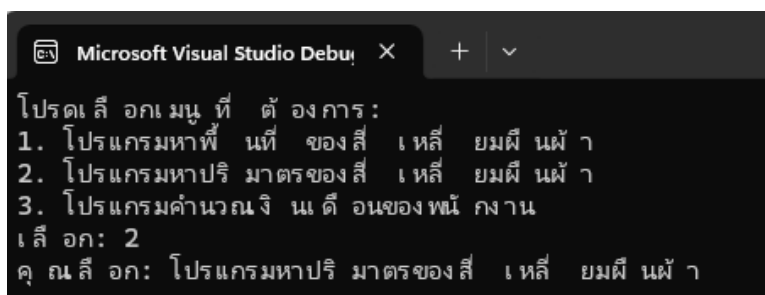 Microsoft Visual Studio Debug
โปรดเลือกเมนูที่ต้องการ:
1. โปรแกรมหาพื้นที่ของสี่เหลี่ยมผืนผ้า
2. โปรแกรมหาปริมาตรของสี่เหลี่ยมผืนผ้า
3. โปรแกรมคำนวณเงินเดือนของพนักงาน
เลือก: 2
คุณเลือก: โปรแกรมหาปริมาตรของสี่เหลี่ยมผืนผ้า